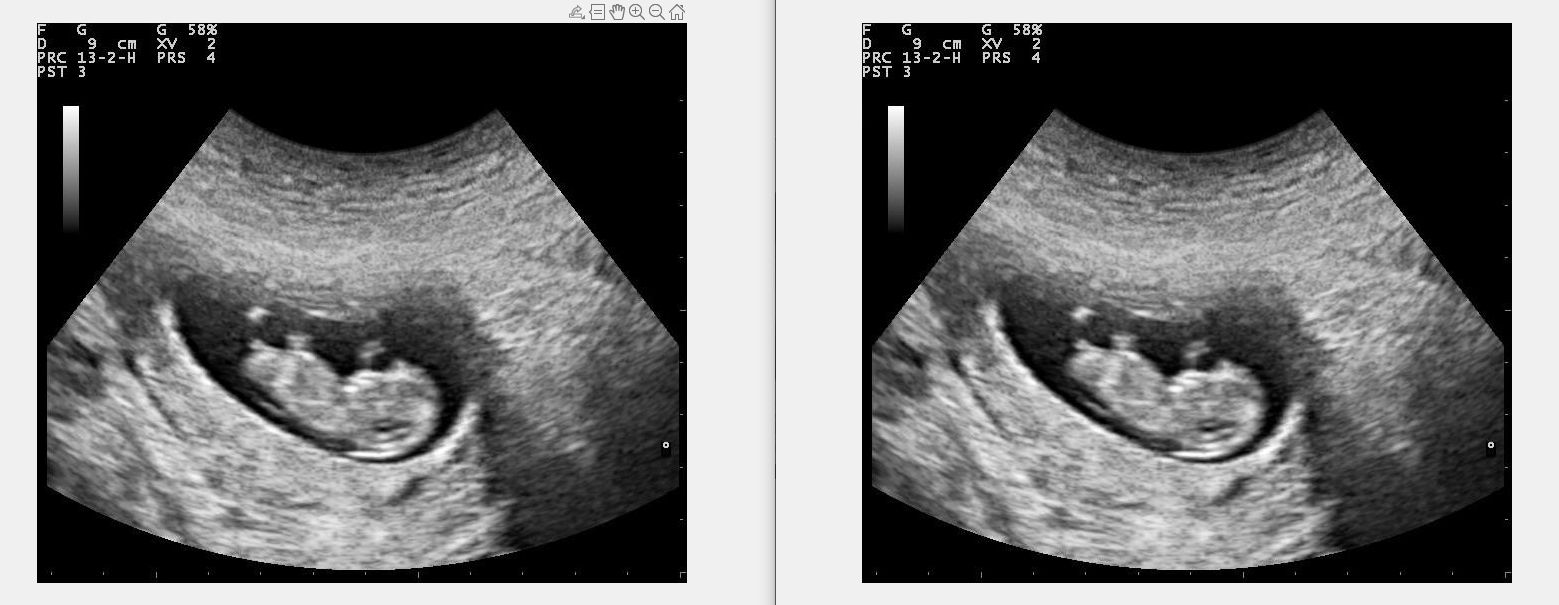 F   G       G  58%
D    9  cm  XV   2
PRC 13-2-H  PRS  4
PST 3
F   G       G  58%
D    9  cm  XV   2
PRC 13-2-H  PRS  4
PST 3